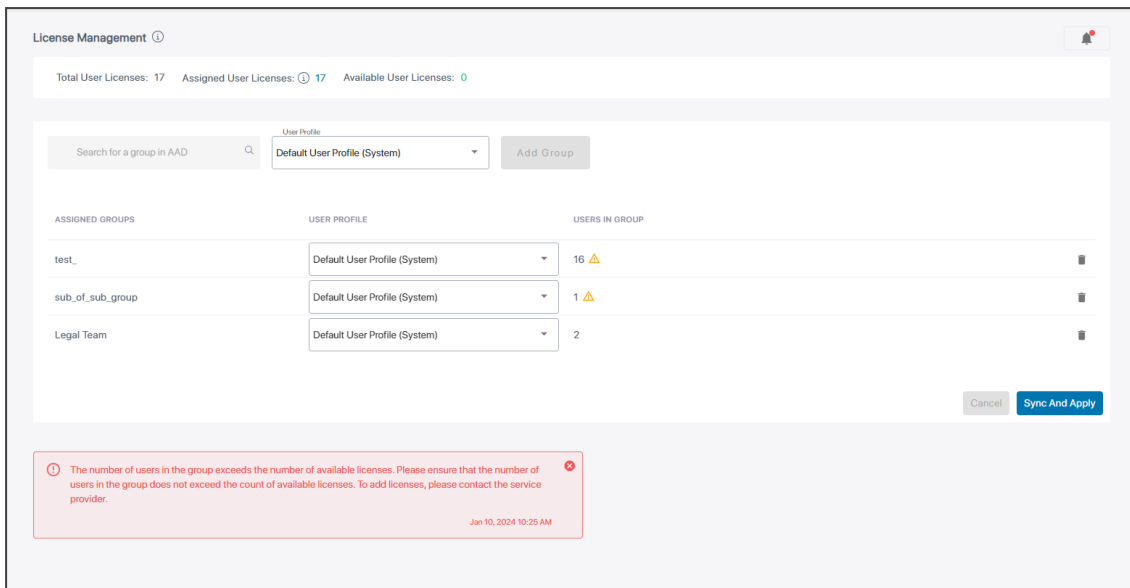 License Management
Total User Licenses: 17 Assigned User Licenses: 17 Available User Licenses: 0
User Profile
Search for a group in AAD Default User Profile (System) Add Group
ASSIGNED GROUPS USER PROFILE USERS IN GROUP
test_ Default User Profile (System) 16
sub_of_sub_group Default User Profile (System) 1
Legal Team Default User Profile (System) 2
Cancel Sync And Apply
The number of users in the group exceeds the number of available licenses. Please ensure that the number of
users in the group does not exceed the count of available licenses. To add licenses, please contact the service
provider.
Jan 10, 2024 10:25 AM